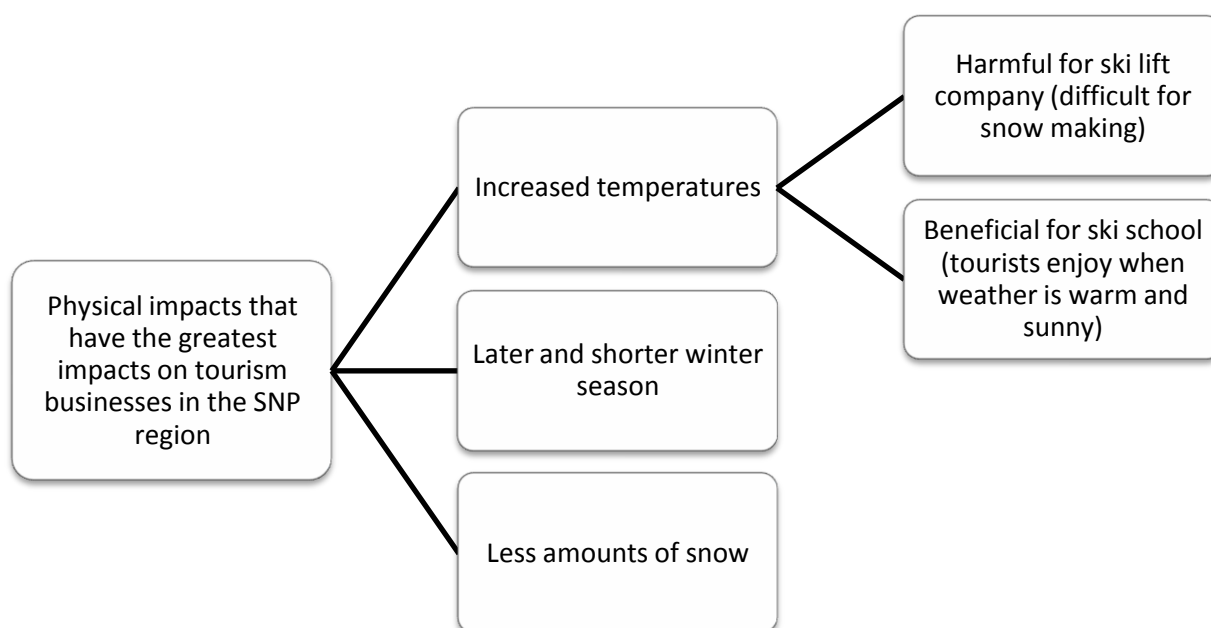 Physical impacts that
have the greatest
impacts on tourism
businesses in the SNP
region
Increased temperatures
Later and shorter winter
season
Less amounts of snow
Harmful for ski lift
company (difficult for
snow making)
Beneficial for ski school
(tourists enjoy when
weather is warm and
sunny)